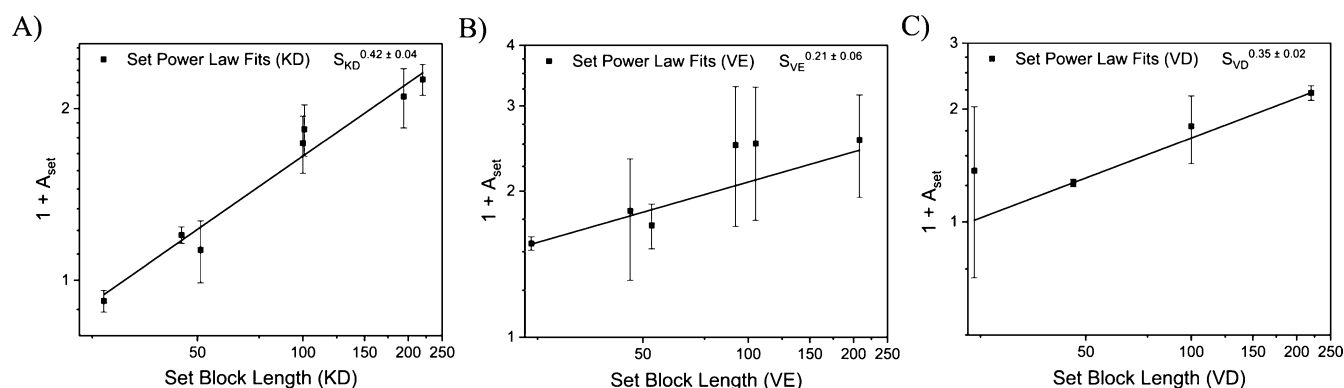 A)
Set Power Law Fits (KD) S_KD^0.42 ± 0.04
2
1
1 + A_set
50 100 150 200 250
Set Block Length (KD)
B)
Set Power Law Fits (VE) S_VE^0.21 ± 0.06
4
3
2
1
1 + A_set
50 100 150 200 250
Set Block Length (VE)
C)
Set Power Law Fits (VD) S_VD^0.35 ± 0.02
3
2
1
1 + A_set
50 100 150 200 250
Set Block Length (VD)